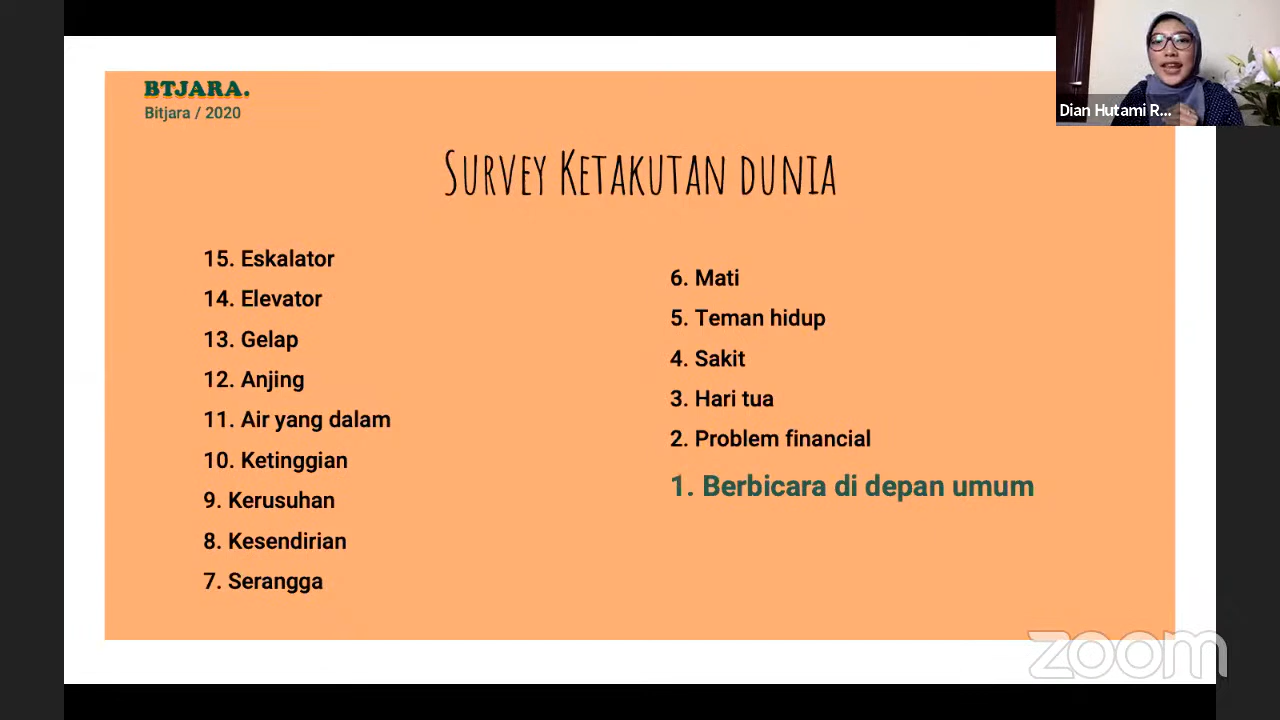 BTJARA.
Bitjara / 2020
Dian Hutami R...
SURVEY KETAKUTAN DUNIA
15. Eskalator
14. Elevator
13. Gelap
12. Anjing
11. Air yang dalam
10. Ketinggian
9. Kerusuhan
8. Kesendirian
7. Serangga
6. Mati
5. Teman hidup
4. Sakit
3. Hari tua
2. Problem financial
1. Berbicara di depan umum
zoom